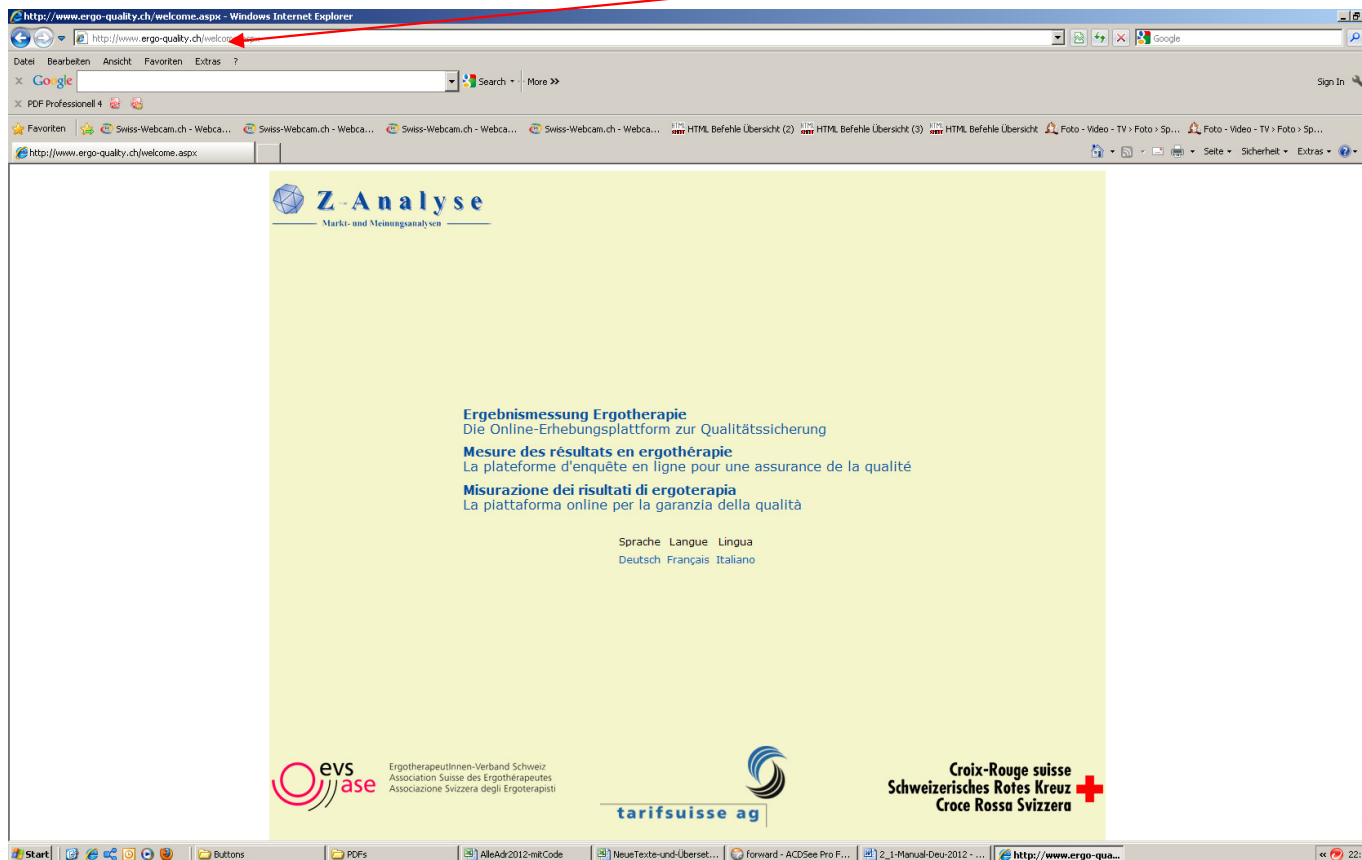 http://www.ergo-quality.ch/welcome.aspx - Windows Internet Explorer
http://www.ergo-quality.ch/welcome.aspx
Google
Datei Bearbeiten Ansicht Favoriten Extras ?
x Google Search More >> Sign In
x PDF Professionell 4
Favoriten Swiss-Webcam.ch - Webca... Swiss-Webcam.ch - Webca... Swiss-Webcam.ch - Webca... Swiss-Webcam.ch - Webca... HTML Befehle Übersicht (2) HTML Befehle Übersicht (3) HTML Befehle Übersicht Foto - Video - TV > Foto > Sp... Foto - Video - TV > Foto > Sp...
http://www.ergo-quality.ch/welcome.aspx Seite Sicherheit Extras
Z-Analyse
Markt- und Meinungsanalysen
Ergebnismessung Ergotherapie
Die Online-Erhebungsplattform zur Qualitätssicherung
Mesure des résultats en ergothérapie
La plateforme d'enquête en ligne pour une assurance de la qualité
Misurazione dei risultati di ergoterapia
La piattaforma online per la garanzia della qualità
Sprache Langue Lingua
Deutsch Français Italiano
evs
ase
ErgotherapeutInnen-Verband Schweiz
Association Suisse des Ergothérapeutes
Associazione Svizzera degli Ergoterapisti
tarifsuisse ag
Croix-Rouge suisse
Schweizerisches Rotes Kreuz
Croce Rossa Svizzera
Start Buttons PDFs AlleAdr2012-mitCode NeueTexte-und-Überset... forward - ACDSee Pro F... 2_1-Manual-Deu-2012 - ... http://www.ergo-qua... « 22: